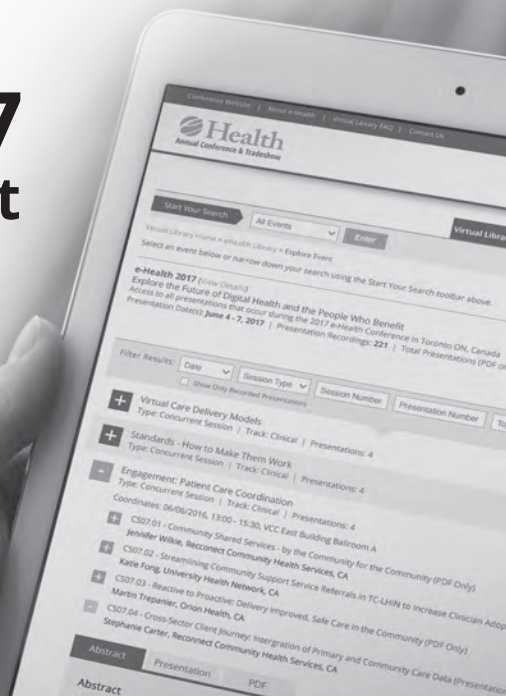 7
t
Conference Website | About e-Health | Virtual Library FAQ | Contact Us
Health
Annual Conference & Tradeshow
Virtual Libra
Start Your Search
All Events
Enter
Virtual Library Home > eHealth Library > Explore Event
Select an event below or narrow down your search using the Start Your Search toolbar above.
e-Health 2017 (View Details)
Explore the Future of Digital Health and the People Who Benefit
Access to all presentations that occur during the 2017 e-Health Conference in Toronto ON, Canada
Presentation Date(s): June 4 - 7, 2017 | Presentation Recordings: 221 | Total Presentations (PDF or
Filter Results:
Date
Session Type
Session Number
Presentation Number
To
Show Only Recorded Presentations
+ Virtual Care Delivery Models
Type: Concurrent Session | Track: Clinical | Presentations: 4
+ Standards - How to Make Them Work
Type: Concurrent Session | Track: Clinical | Presentations: 4
- Engagement: Patient Care Coordination
Type: Concurrent Session | Track: Clinical | Presentations: 4
Coordinates: 06/06/2016, 13:00 - 15:30, VCC East Building Ballroom A
+ CS07.01 - Community Shared Services - by the Community for the Community (PDF Only)
Jennifer Wilkie, Recconect Community Health Services, CA
+ CS07.02 - Streamlining Community Support Service Referrals in TC-LHIN to Increase Clinician Adop
Katie Fong, University Health Network, CA
+ CS07.03 - Reactive to Proactive: Delivery Improved, Safe Care in the Community (PDF Only)
Martin Trepanier, Orion Health, CA
- CS07.04 - Cross-Sector Client Journey: Intergration of Primary and Community Care Data (Presentation
Stephanie Carter, Reconnect Community Health Services, CA
Abstract
Presentation
PDF
Abstract